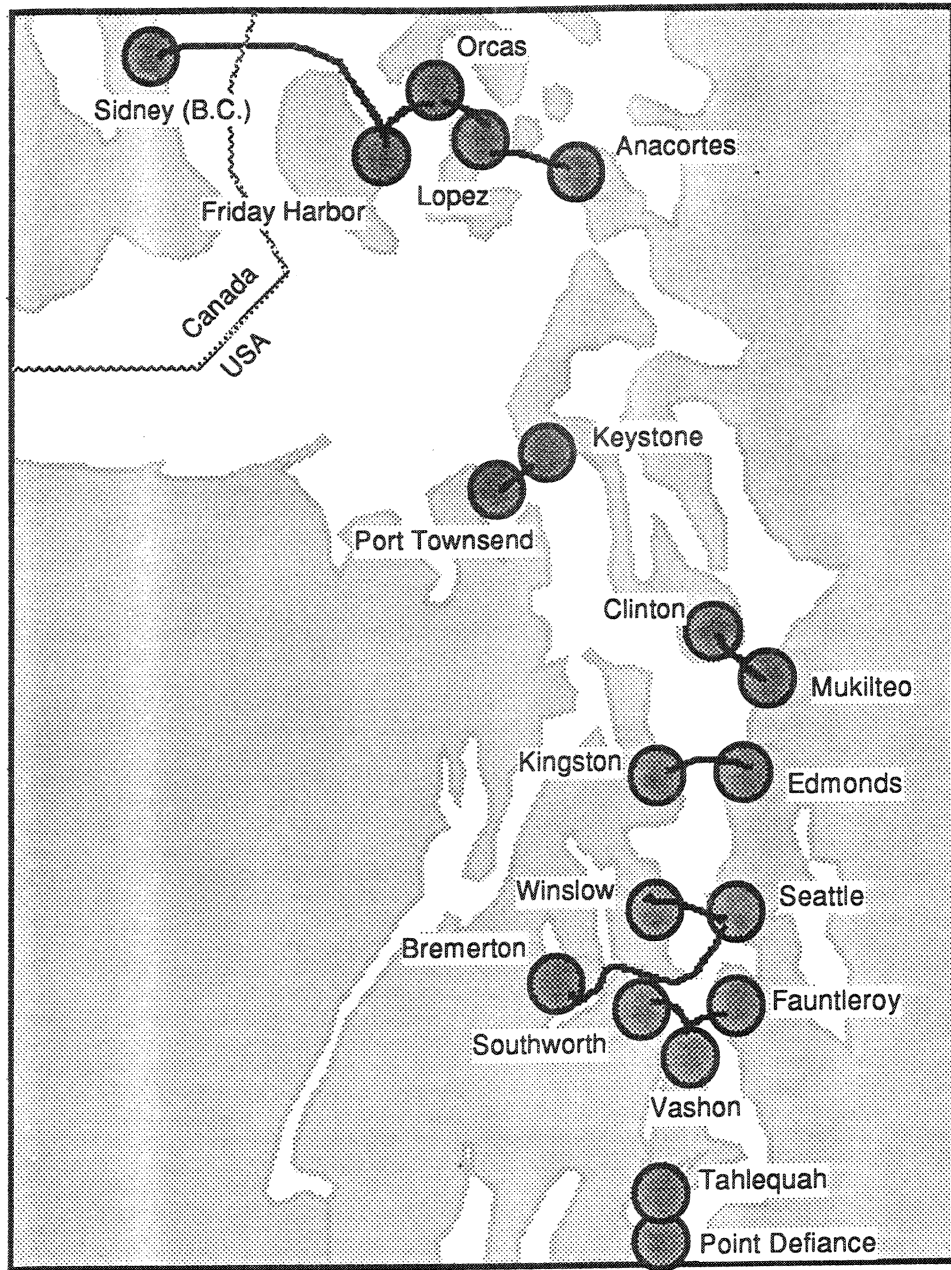 Orcas
Sidney (B.C.)
Anacortes
Lopez
Friday Harbor
Canada
USA
Keystone
Port Townsend
Clinton
Mukilteo
Kingston
Edmonds
Winslow
Seattle
Bremerton
Fauntleroy
Southworth
Vashon
Tahlequah
Point Defiance